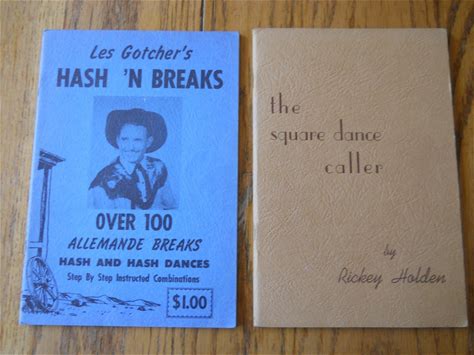 Les Gotcher's
HASH 'N BREAKS
OVER 100
ALLEMANDE BREAKS
HASH AND HASH DANCES
Step By Step Instructed Combinations
$1.00
the
square dance
caller
by
Rickey Holden